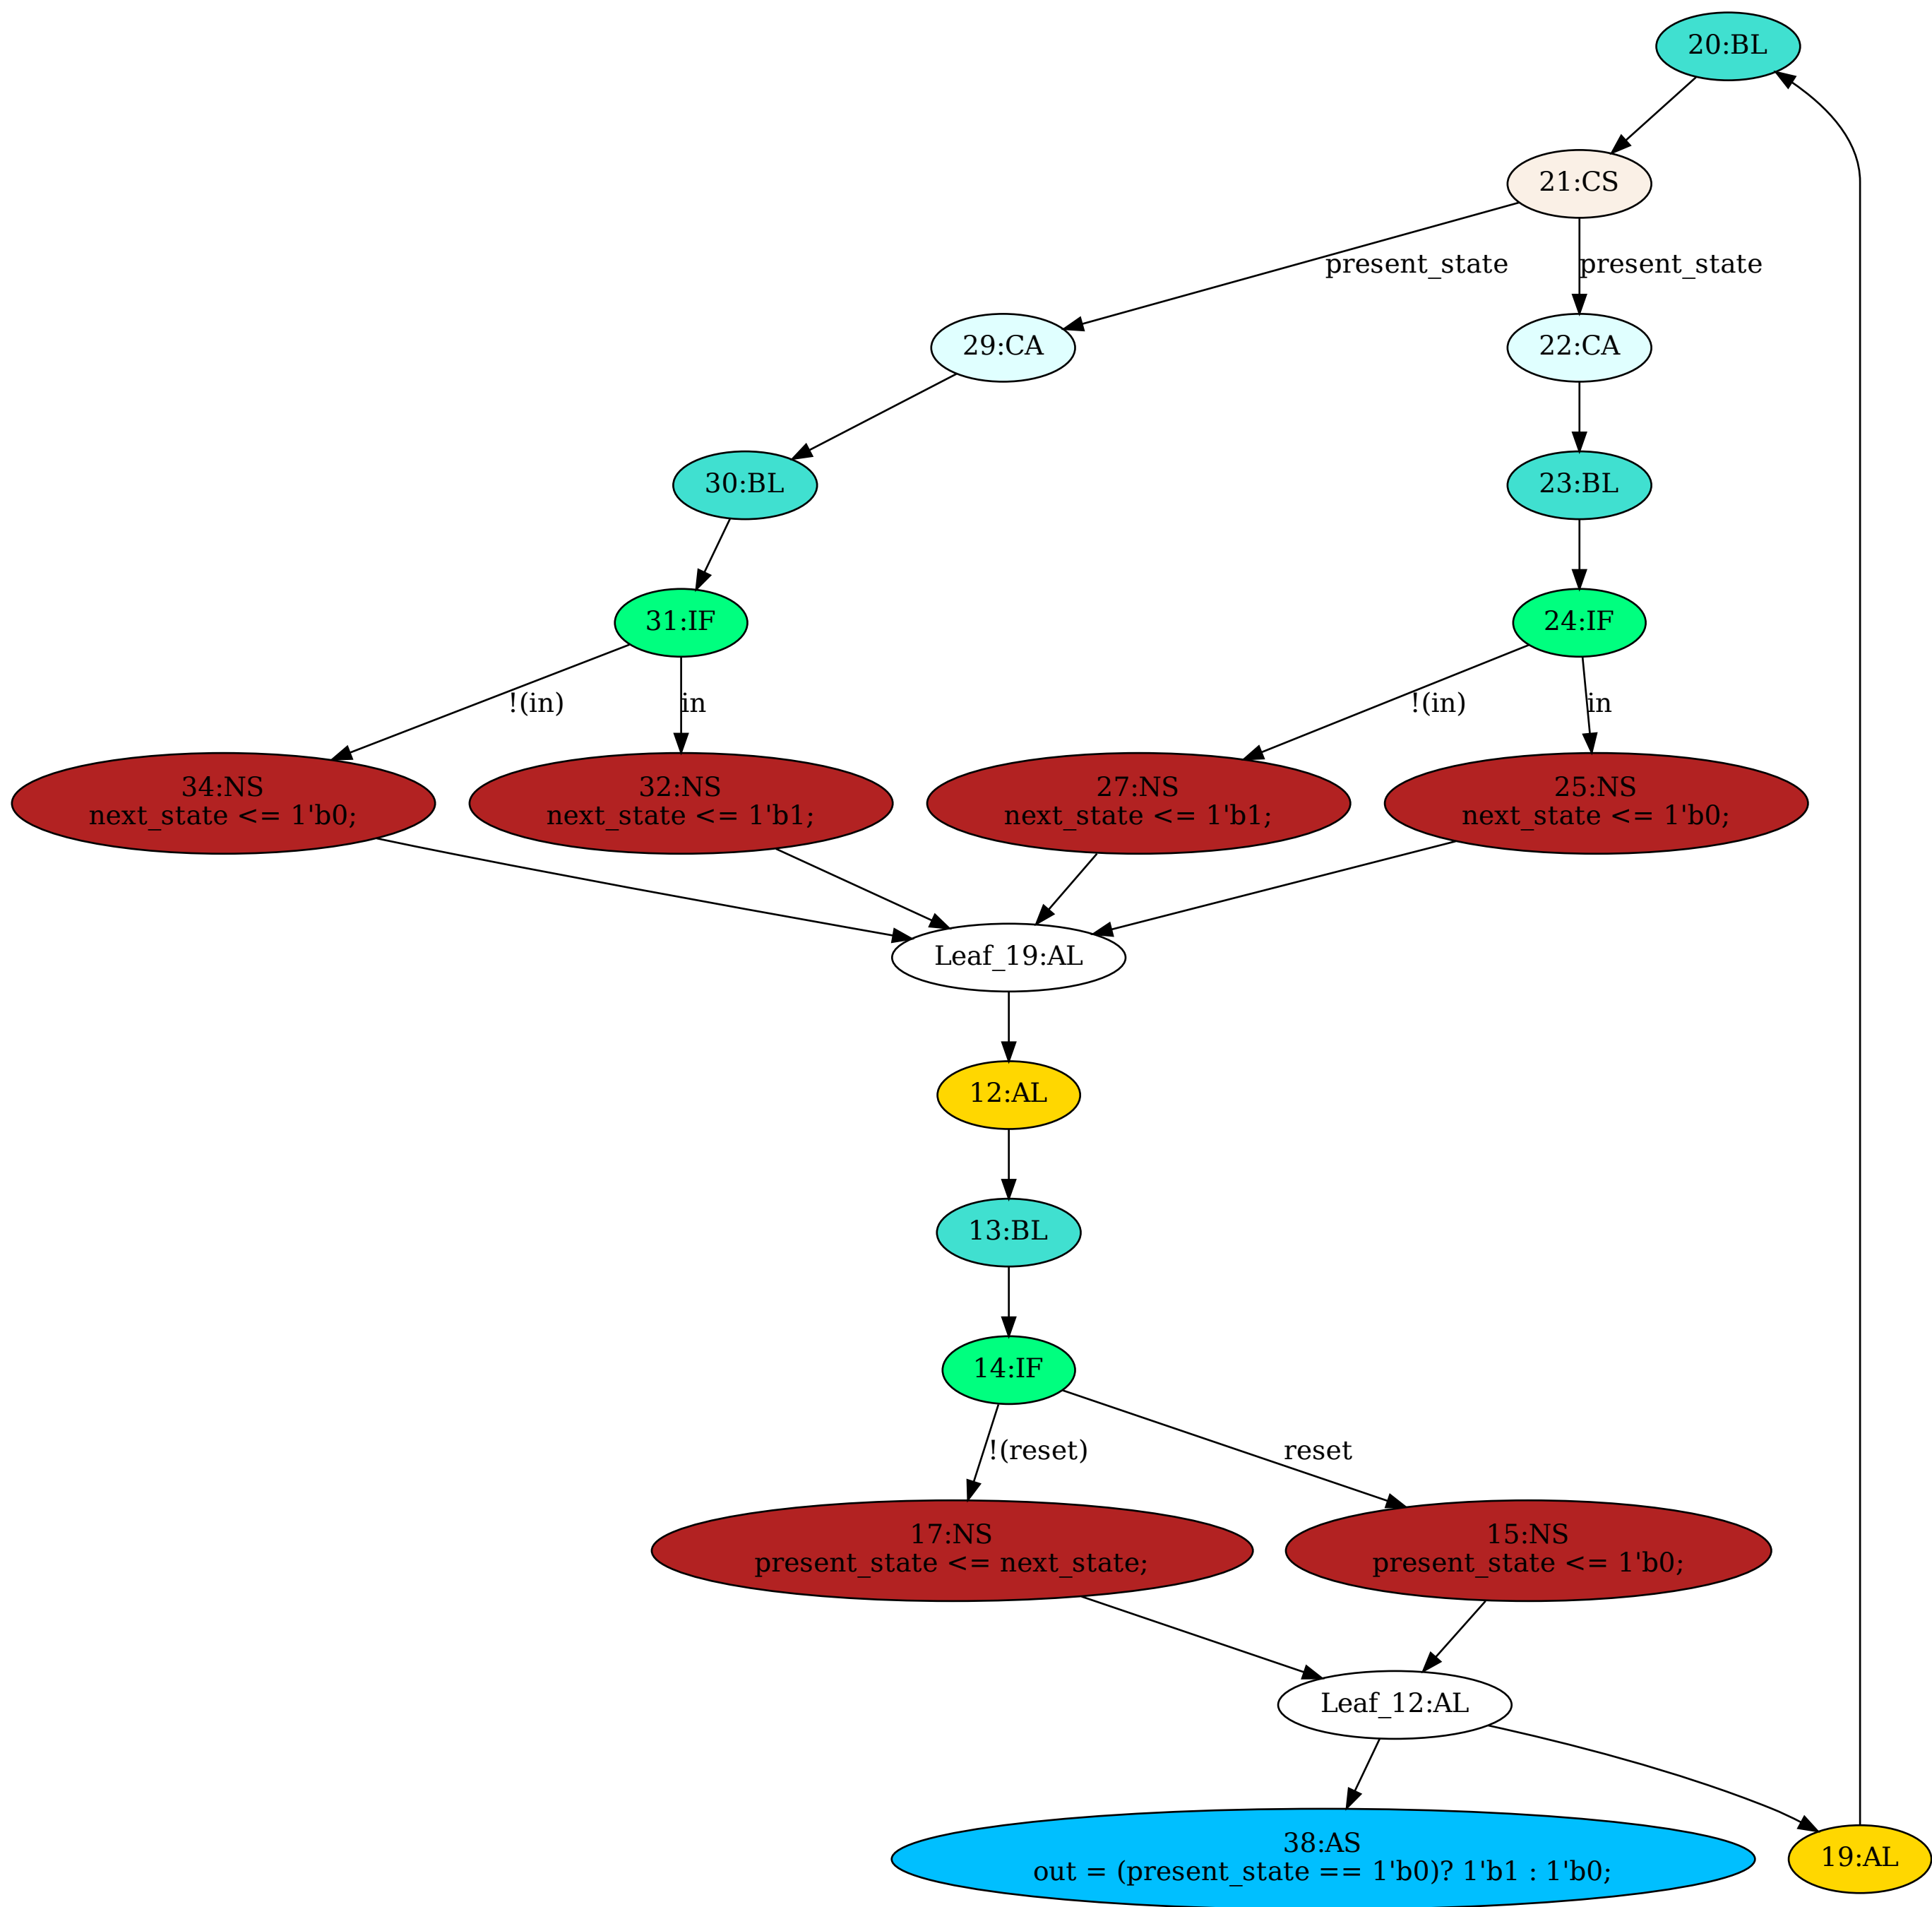 20:BL
21:CS
present_state
present_state
29:CA
22:CA
30:BL
23:BL
31:IF
24:IF
!(in)
in
!(in)
in
34:NS
next_state <= 1'b0;
32:NS
next_state <= 1'b1;
27:NS
next_state <= 1'b1;
25:NS
next_state <= 1'b0;
Leaf_19:AL
12:AL
13:BL
14:IF
!(reset)
reset
17:NS
present_state <= next_state;
15:NS
present_state <= 1'b0;
Leaf_12:AL
38:AS
out = (present_state == 1'b0)? 1'b1 : 1'b0;
19:AL